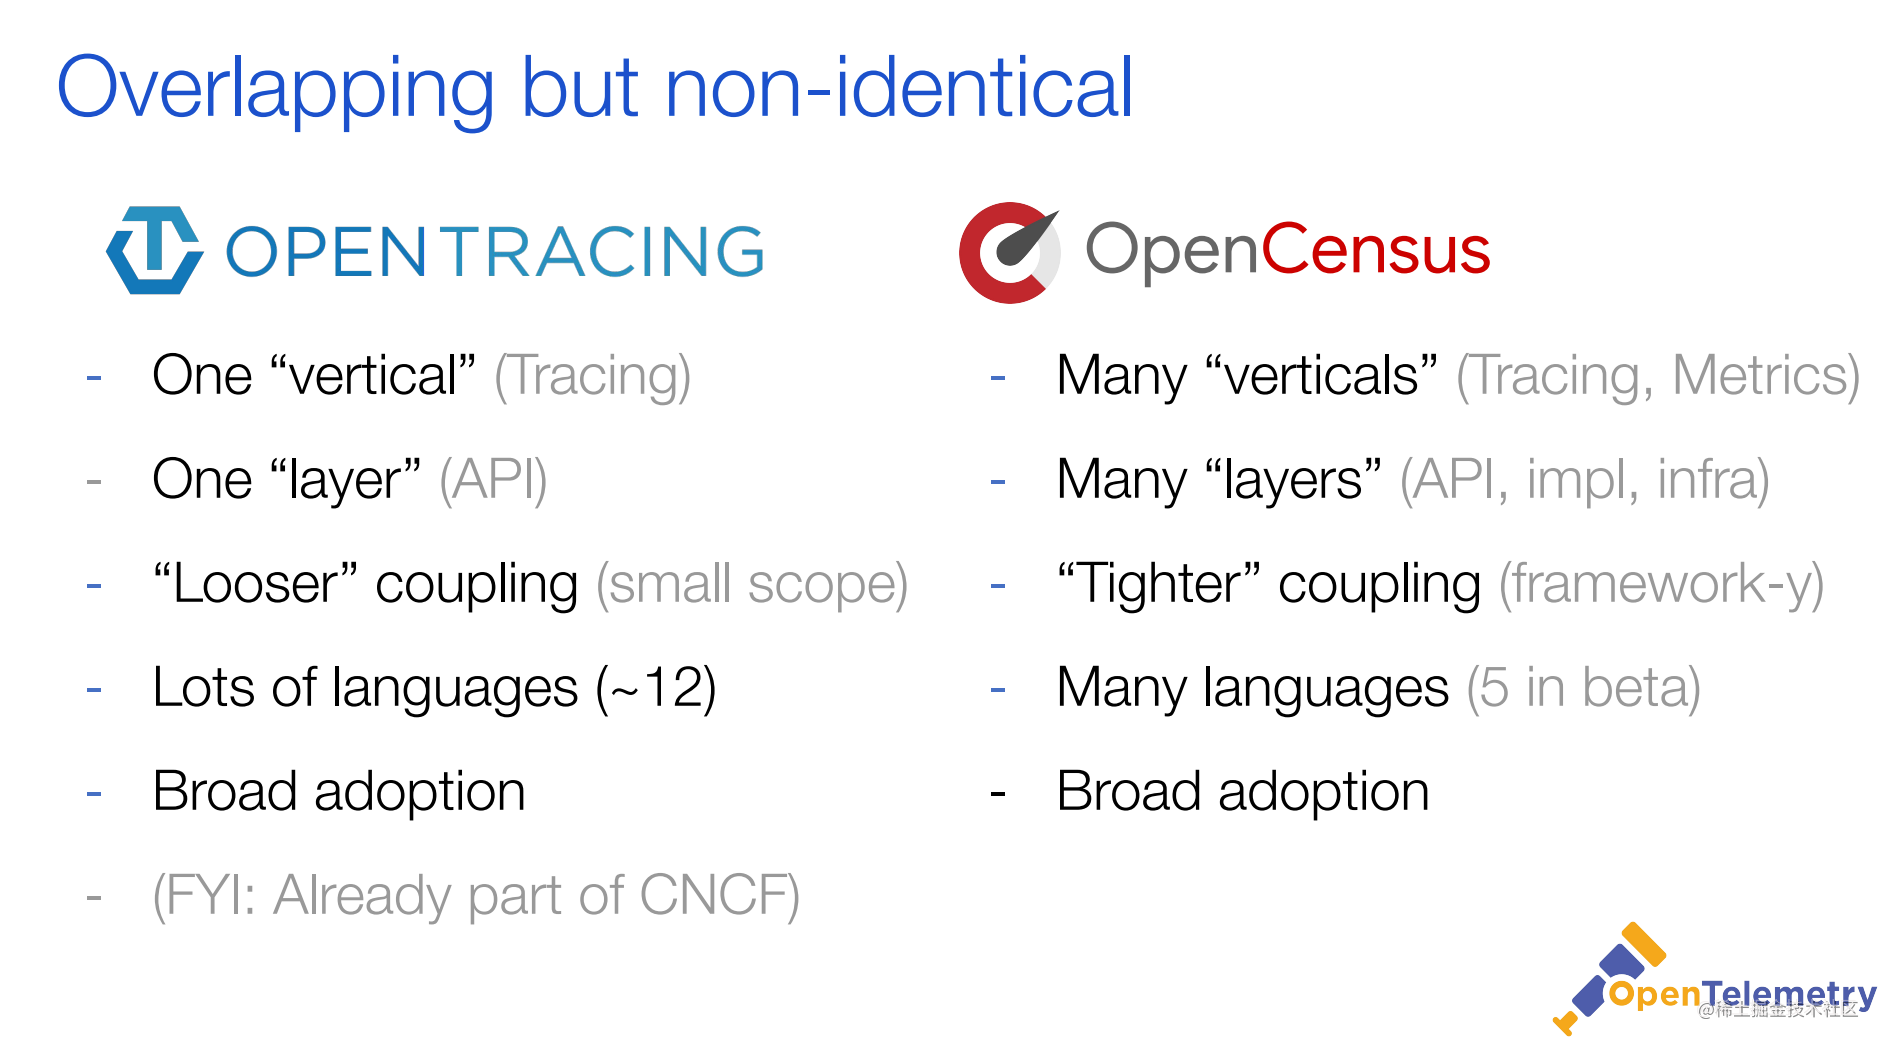 Overlapping but non-identical
OPENTRACING
- One “vertical” (Tracing)
- One “layer” (API)
- “Looser” coupling (small scope)
- Lots of languages (~12)
- Broad adoption
- (FYI: Already part of CNCF)
OpenCensus
- Many “verticals” (Tracing, Metrics)
- Many “layers” (API, impl, infra)
- “Tighter” coupling (framework-y)
- Many languages (5 in beta)
- Broad adoption
OpenTelemetry
@稀土掘金技术社区